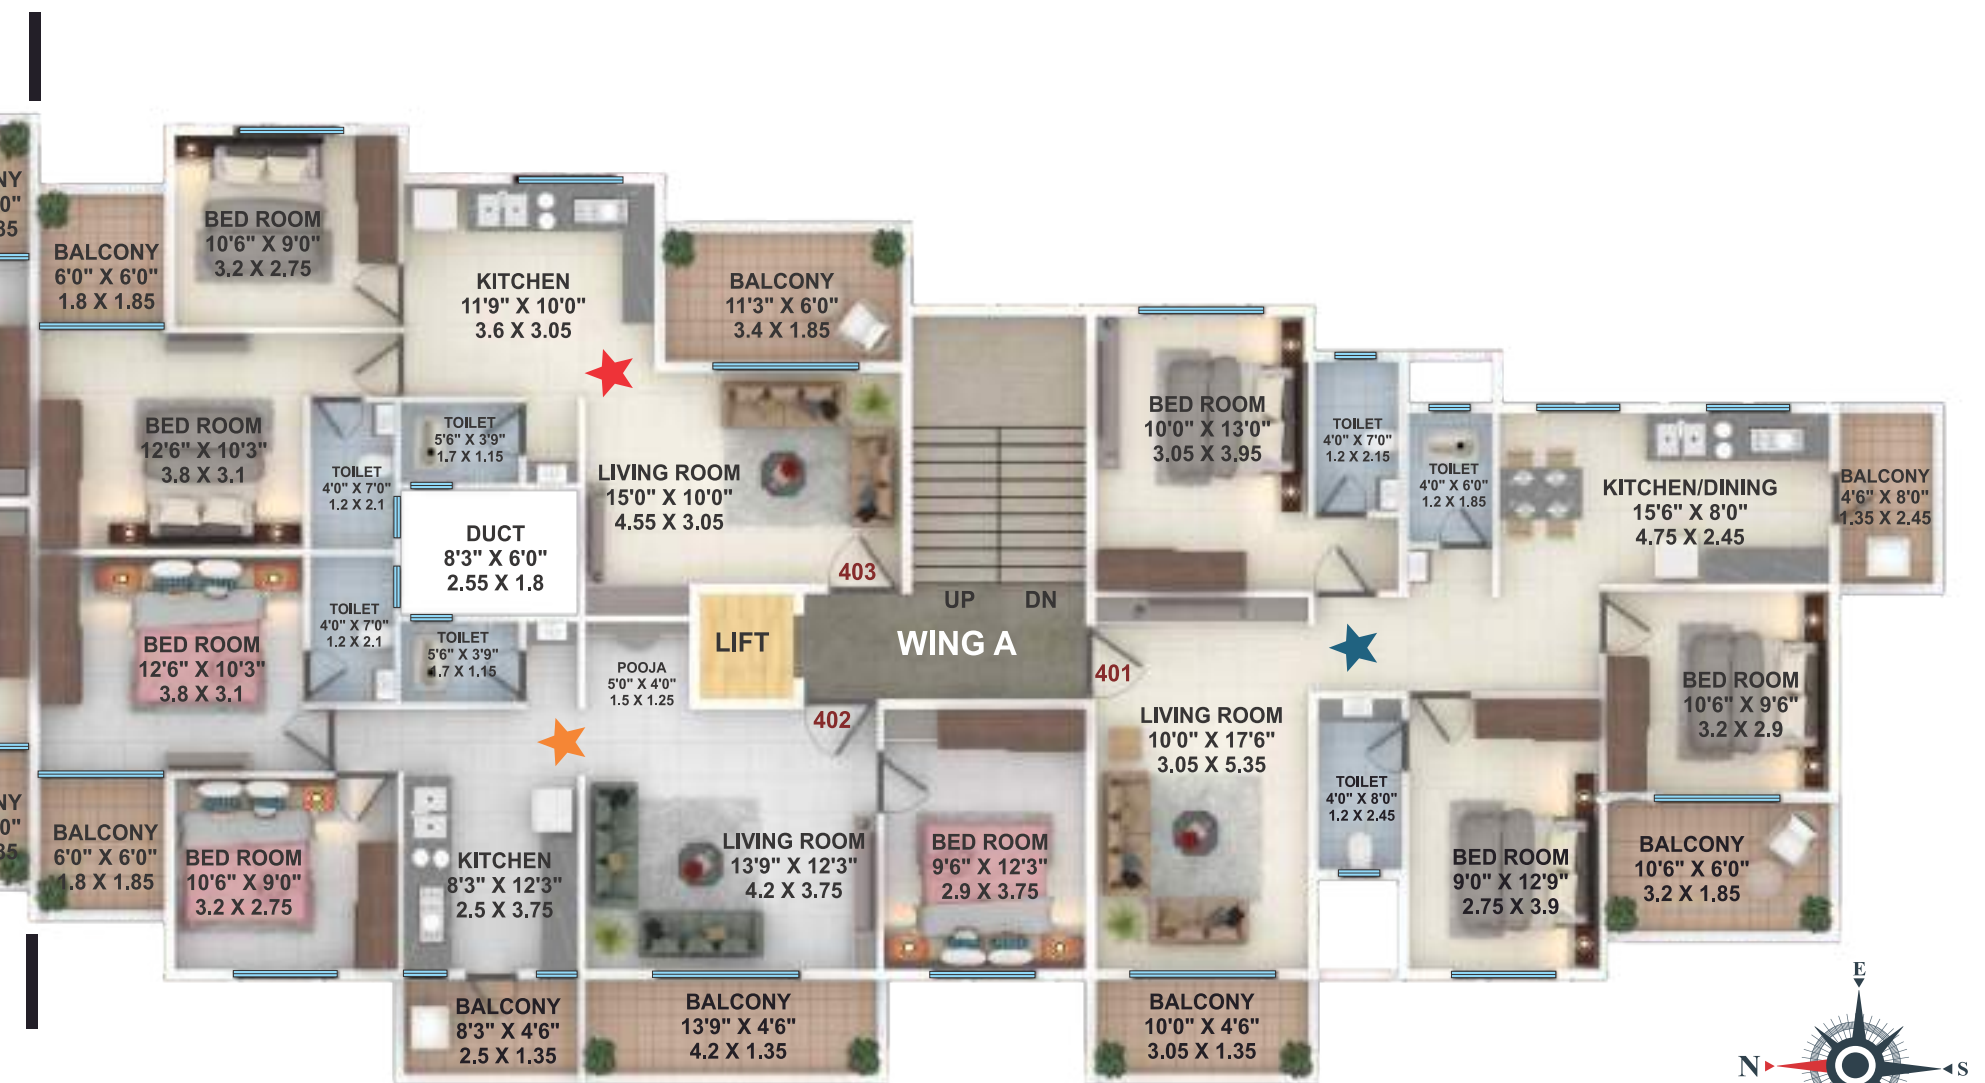 BED ROOM
10'6" X 9'0"
3.2 X 2.75
BALCONY
6'0" X 6'0"
1.8 X 1.85
KITCHEN
11'9" X 10'0"
3.6 X 3.05
BALCONY
11'3" X 6'0"
3.4 X 1.85
BED ROOM
12'6" X 10'3"
3.8 X 3.1
TOILET
4'0" X 7'0"
1.2 X 2.1
TOILET
5'6" X 3'9"
1.7 X 1.15
LIVING ROOM
15'0" X 10'0"
4.55 X 3.05
DUCT
8'3" X 6'0"
2.55 X 1.8
403
BED ROOM
10'0" X 13'0"
3.05 X 3.95
TOILET
4'0" X 7'0"
1.2 X 2.15
TOILET
4'0" X 6'0"
1.2 X 1.85
KITCHEN/DINING
15'6" X 8'0"
4.75 X 2.45
BALCONY
4'6" X 8'0"
1.35 X 2.45
UP DN
WING A
LIFT
401
402
BED ROOM
12'6" X 10'3"
3.8 X 3.1
TOILET
4'0" X 7'0"
1.2 X 2.1
TOILET
5'6" X 3'9"
1.7 X 1.15
POOJA
5'0" X 4'0"
1.5 X 1.25
LIVING ROOM
10'0" X 17'6"
3.05 X 5.35
BED ROOM
10'6" X 9'6"
3.2 X 2.9
TOILET
4'0" X 8'0"
1.2 X 2.45
BALCONY
6'0" X 6'0"
1.8 X 1.85
BED ROOM
10'6" X 9'0"
3.2 X 2.75
KITCHEN
8'3" X 12'3"
2.5 X 3.75
LIVING ROOM
13'9" X 12'3"
4.2 X 3.75
BED ROOM
9'6" X 12'3"
2.9 X 3.75
BED ROOM
9'0" X 12'9"
2.75 X 3.9
BALCONY
10'6" X 6'0"
3.2 X 1.85
BALCONY
8'3" X 4'6"
2.5 X 1.35
BALCONY
13'9" X 4'6"
4.2 X 1.35
BALCONY
10'0" X 4'6"
3.05 X 1.35
E
N
S